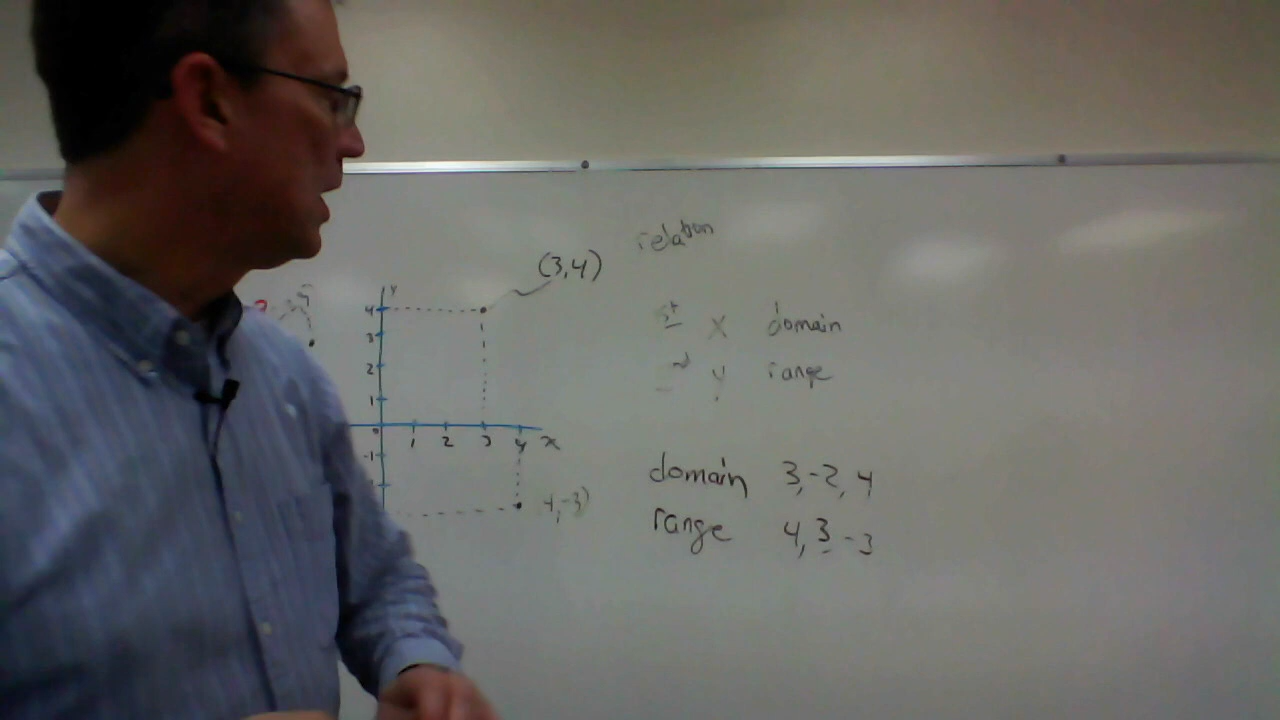 relation
(3,4)
y
4
3
2
1
0
1 2 3 4 x
-1
4,-3)
st x domain
y range
domain 3,-2,4
range 4,3,-3